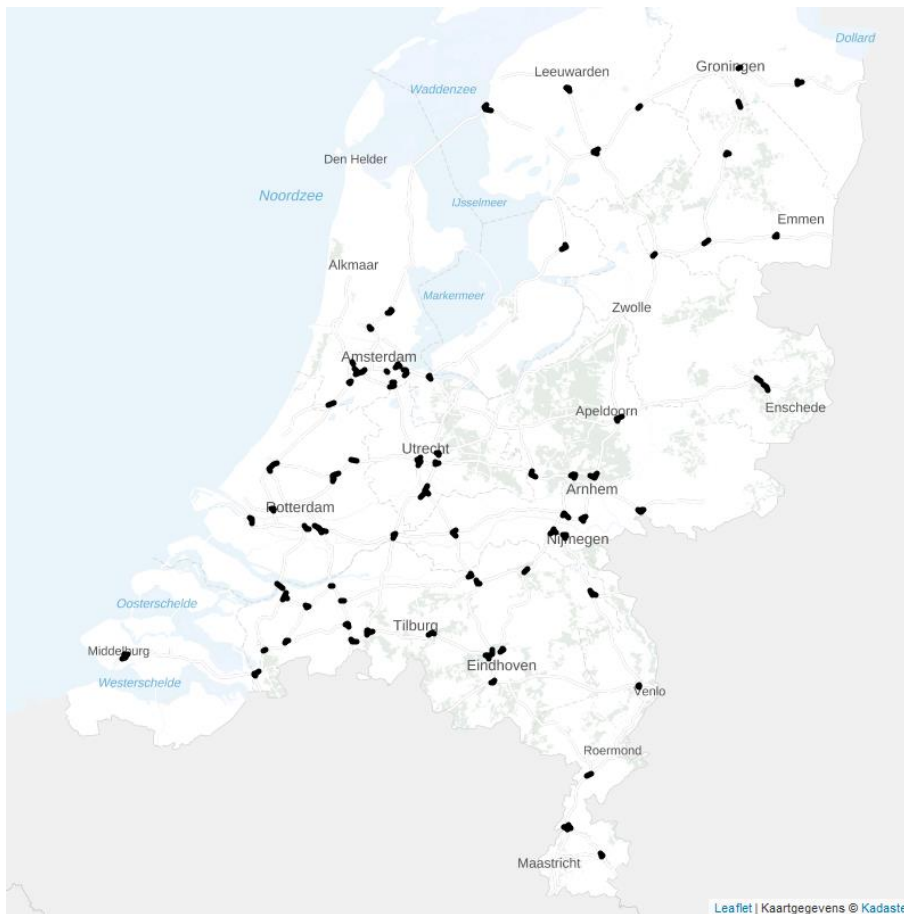 Dollard
Groningen
Leeuwarden
Waddenzee
Den Helder
Noordzee
IJsselmeer
Emmen
Alkmaar
Markermeer
Zwolle
Amsterdam
Apeldoorn
Enschede
Utrecht
Arnhem
Rotterdam
Nijmegen
Oosterschelde
Tilburg
Middelburg
Eindhoven
Westerschelde
Venlo
Roermond
Maastricht
Leaflet | Kaartgegevens © Kadaste